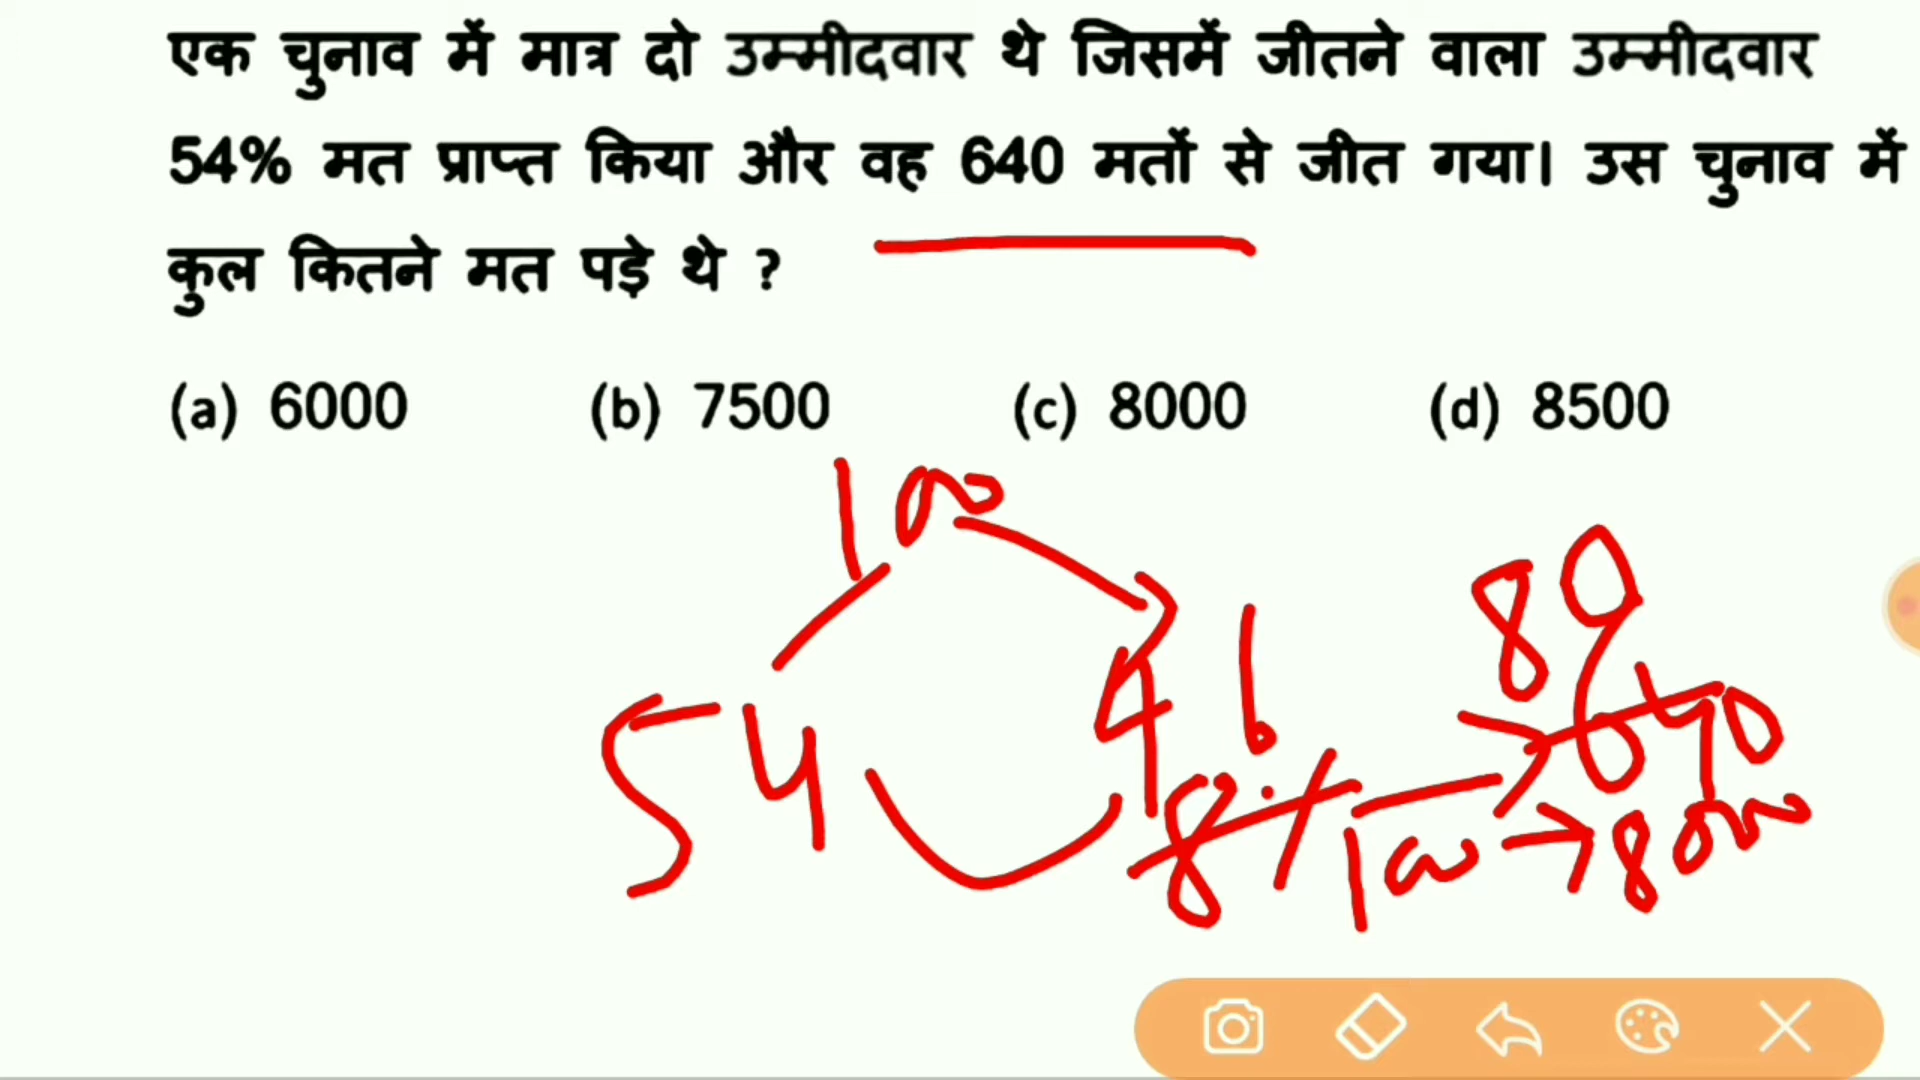 एक चुनाव में मात्र दो उम्मीदवार थे जिसमें जीतने वाला उम्मीदवार
54% मत प्राप्त किया और वह 640 मतों से जीत गया। उस चुनाव में
कुल कितने मत पड़े थे ?
(a) 6000 (b) 7500 (c) 8000 (d) 8500
100
80
54 46 640
8%
100 → 8000